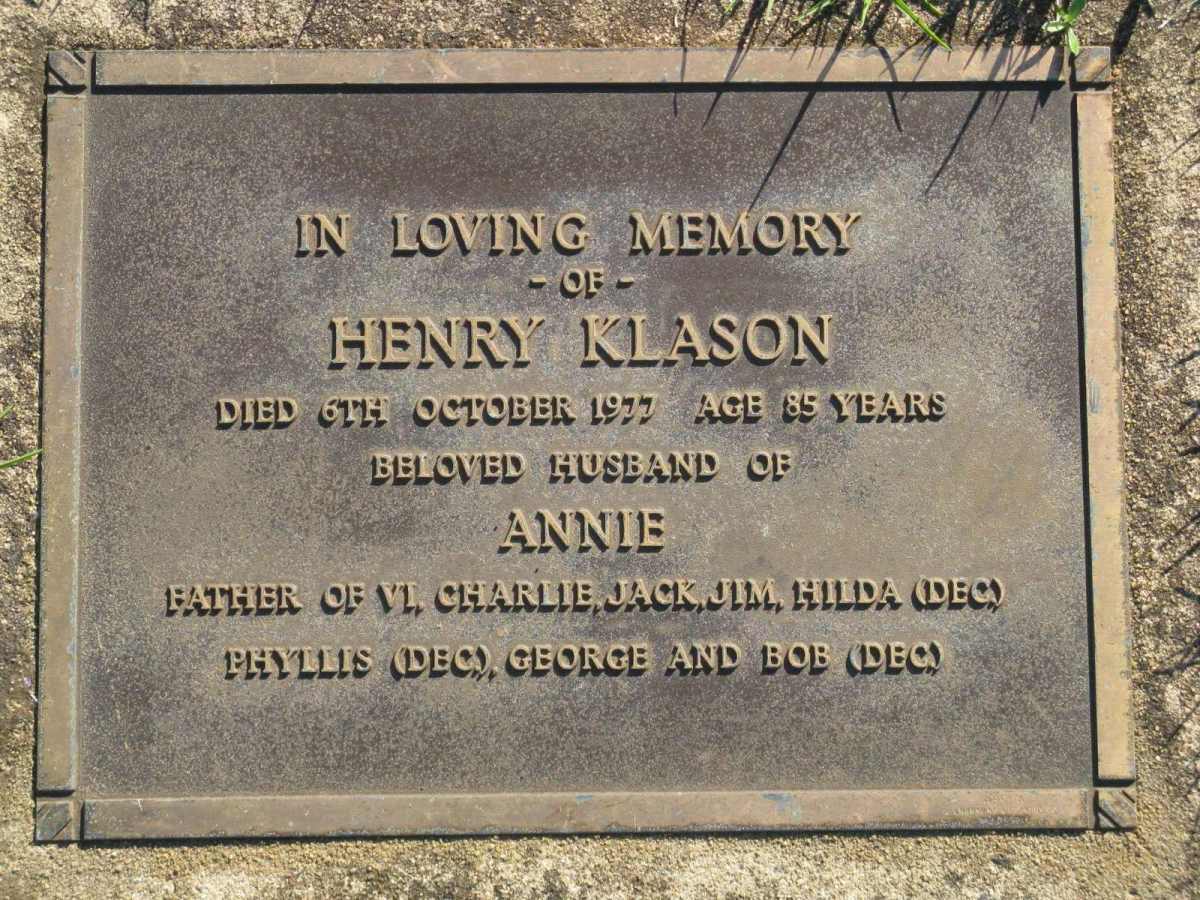 IN LOVING MEMORY
- OF -
HENRY KLASON
DIED 6TH OCTOBER 1977 AGE 85 YEARS
BELOVED HUSBAND OF
ANNIE
FATHER OF VI, CHARLIE, JACK, JIM, HILDA (DEC.)
PHYLLIS (DEC.), GEORGE AND BOB (DEC.)